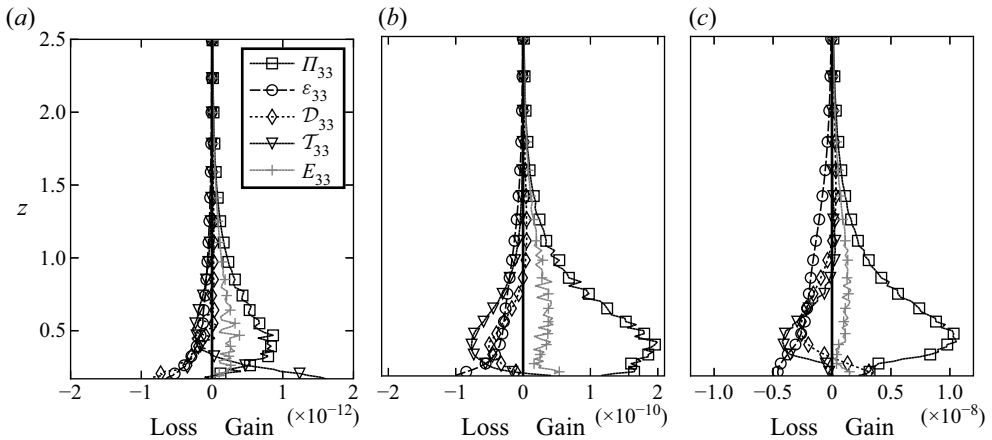 (a) (b) (c)
2.5
2.0
1.5
1.0
0.5
z
Π33
ε33
𝒟33
𝒯33
E33
−2 −1 0 1 2
(×10−12)
Loss Gain
−2 −1 0 1 2
(×10−10)
Loss Gain
−1.0 −0.5 0 0.5 1.0
(×10−8)
Loss Gain